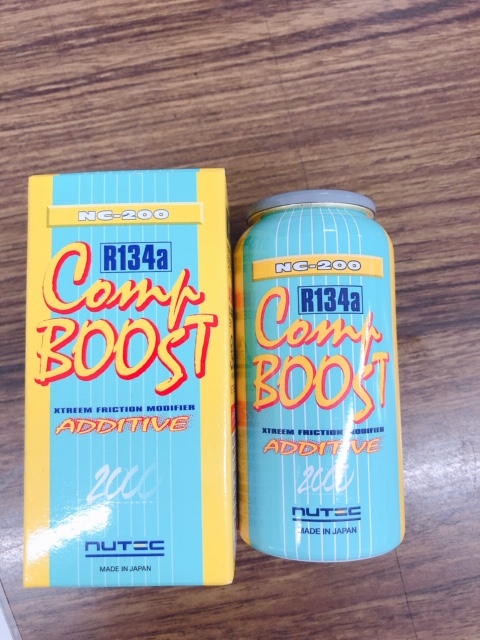 NC-200
R134a
Comp
BOOST
XTREEM FRICTION MODIFIER
ADDITIVE
2000
NUTEC
MADE IN JAPAN
NC-200
R134a
Comp
BOOST
XTREEM FRICTION MODIFIER
ADDITIVE
2000
NUTEC
MADE IN JAPAN